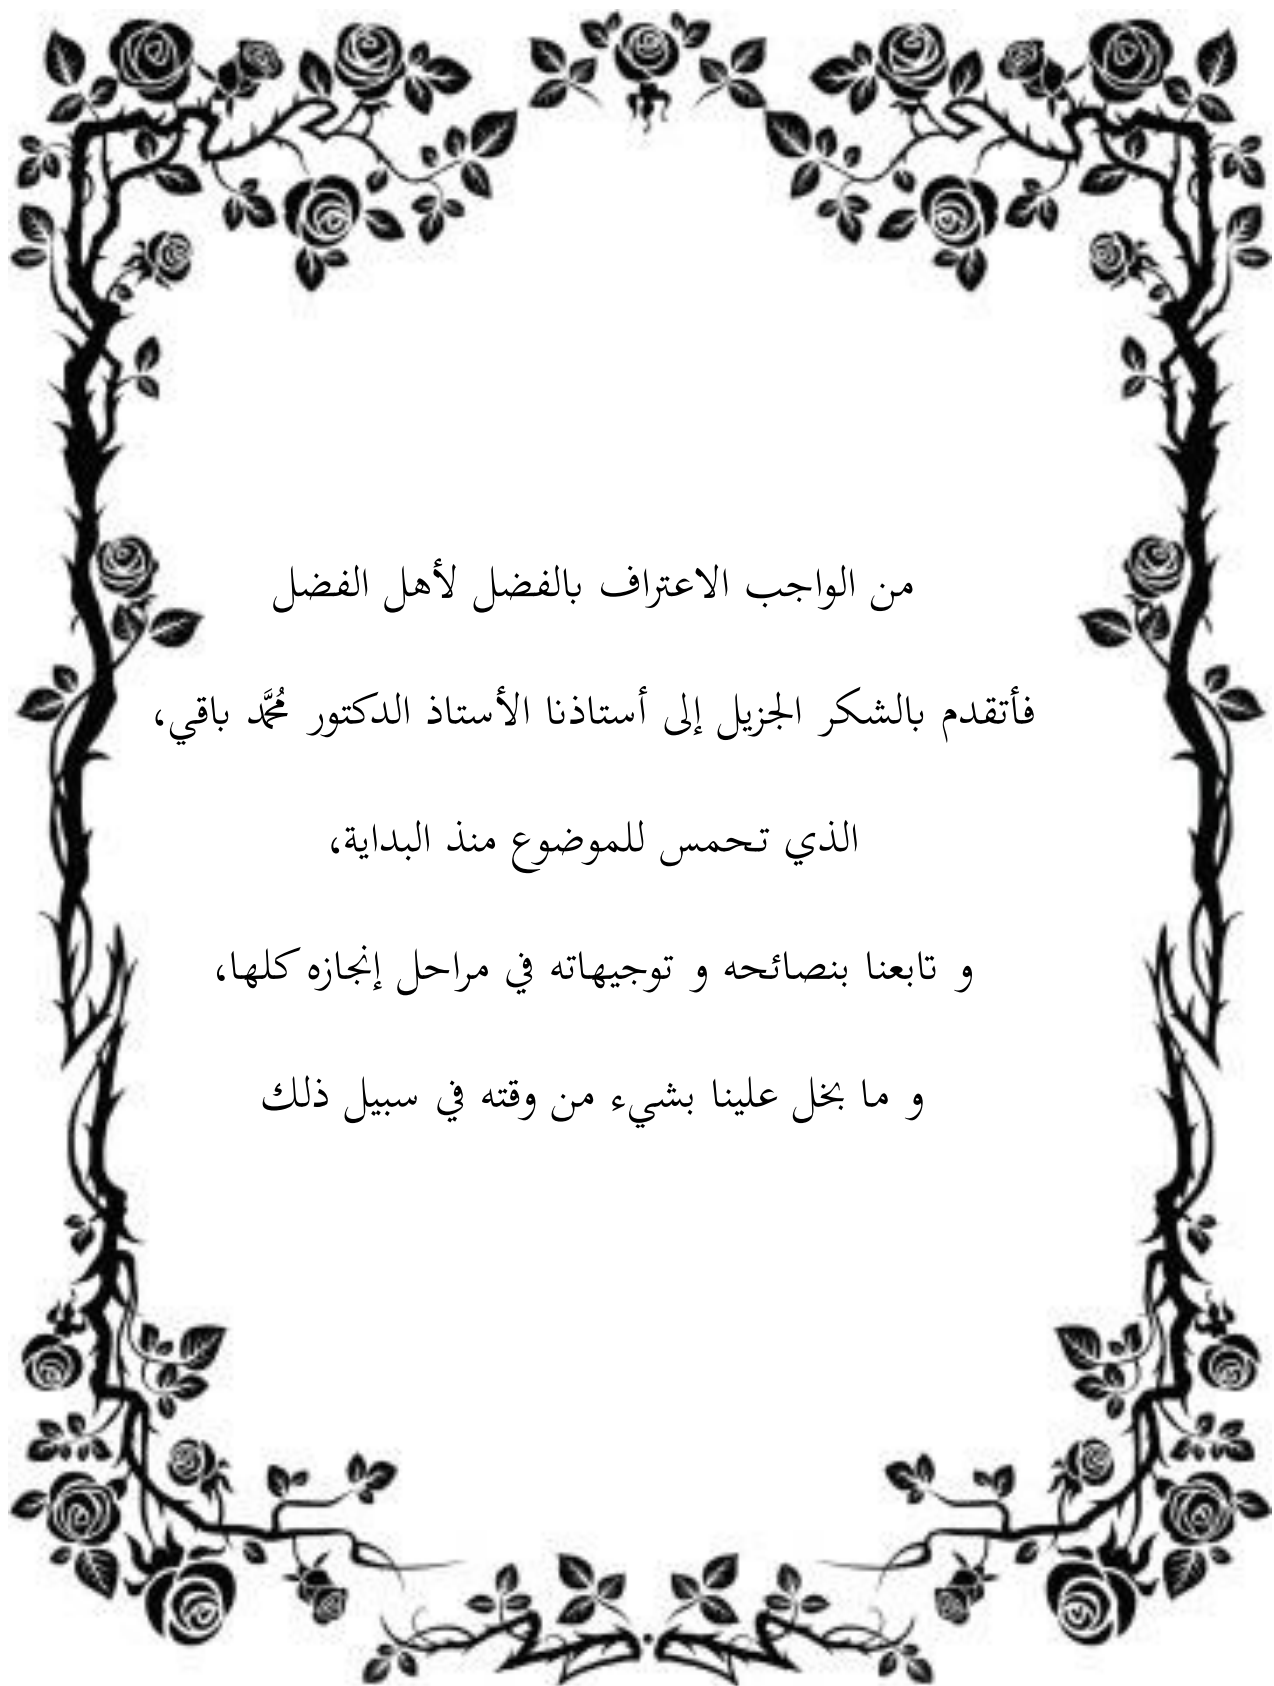 من الواجب الاعتراف بالفضل لأهل الفضل
فأتقدم بالشكر الجزيل إلى أستاذنا الأستاذ الدكتور مُحَمَّد باقي،
الذي تحمس للموضوع منذ البداية،
و تابعنا بنصائحه و توجيهاته في مراحل إنجازه كلها،
و ما بخل علينا بشيء من وقته في سبيل ذلك